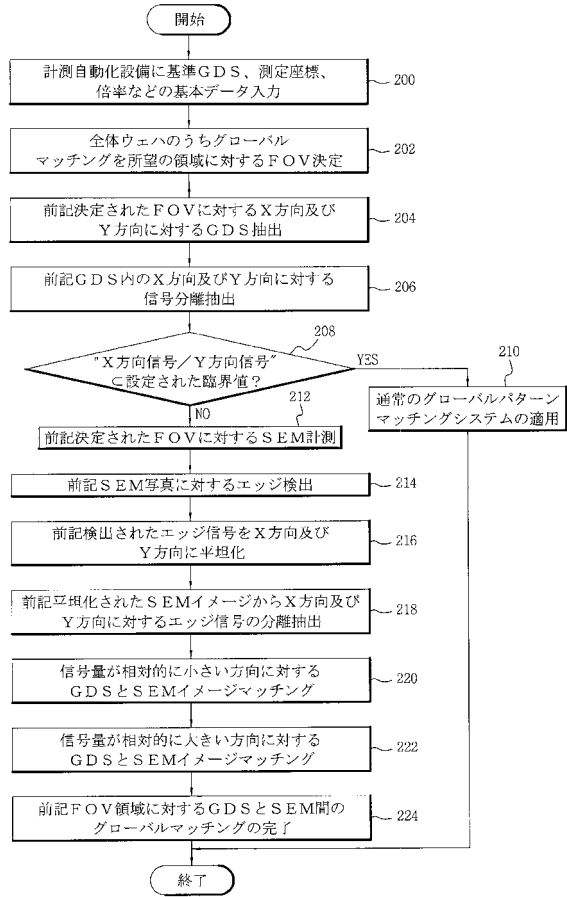 開始
計測自動化設備に基準GDS、測定座標、
倍率などの基本データ入力
200
全体ウェハのうちグローバル
マッチングを所望の領域に対するFOV決定
202
前記決定されたFOVに対するX方向及び
Y方向に対するGDS抽出
204
前記GDS内のX方向及びY方向に対する
信号分離抽出
206
208
"X方向信号/Y方向信号"
⊂設定された臨界値?
YES
210
通常のグローバルパターン
マッチングシステムの適用
NO
212
前記決定されたFOVに対するSEM計測
前記SEM写真に対するエッジ検出
214
前記検出されたエッジ信号をX方向及び
Y方向に平坦化
216
前記平坦化されたSEMイメージからX方向及び
Y方向に対するエッジ信号の分離抽出
218
信号量が相対的に小さい方向に対する
GDSとSEMイメージマッチング
220
信号量が相対的に大きい方向に対する
GDSとSEMイメージマッチング
222
前記FOV領域に対するGDSとSEM間の
グローバルマッチングの完了
224
終了